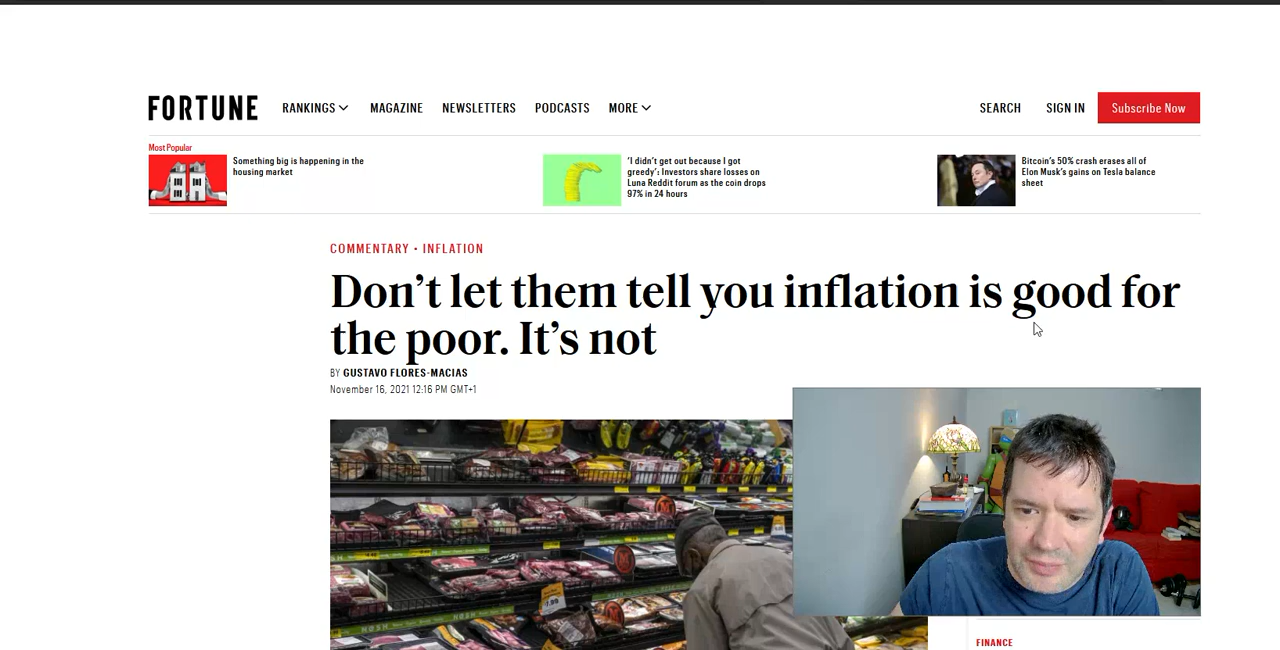 FORTUNE
RANKINGS
MAGAZINE
NEWSLETTERS
PODCASTS
MORE
SEARCH
SIGN IN
Subscribe Now
Most Popular
Something big is happening in the
housing market
‘I didn’t get out because I got
greedy’: Investors share losses on
Luna Reddit forum as the coin drops
97% in 24 hours
Bitcoin’s 50% crash erases all of
Elon Musk’s gains on Tesla balance
sheet
COMMENTARY · INFLATION
Don’t let them tell you inflation is good for
the poor. It’s not
BY GUSTAVO FLORES-MACIAS
November 16, 2021 12:16 PM GMT+1
FINANCE